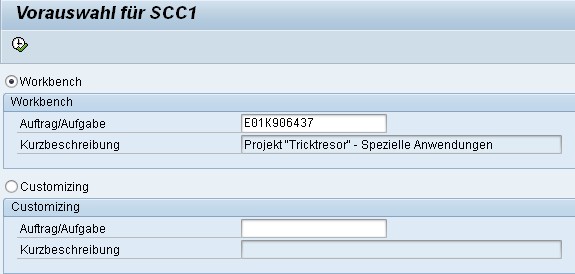 Vorauswahl für SCC1
Workbench
Workbench
Auftrag/Aufgabe E01K906437
Kurzbeschreibung Projekt "Tricktresor" - Spezielle Anwendungen
Customizing
Customizing
Auftrag/Aufgabe
Kurzbeschreibung